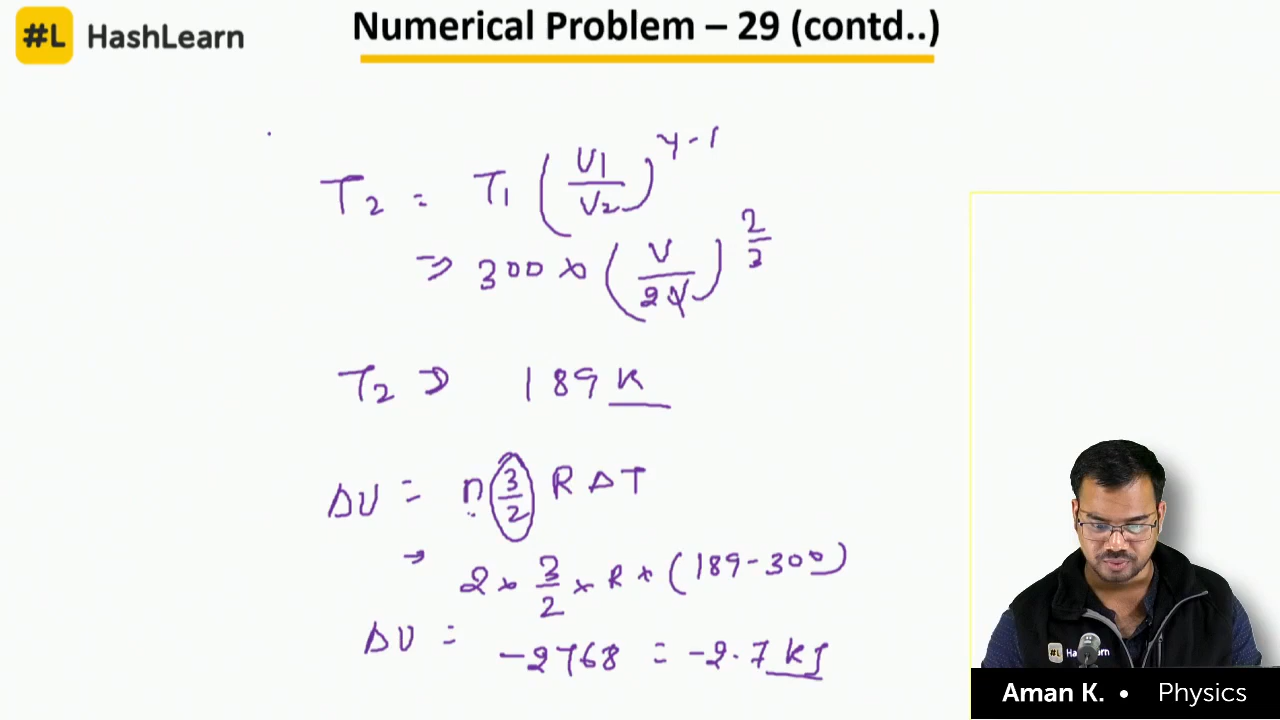 #L HashLearn
Numerical Problem – 29 (contd..)
T₂ = T₁ (V1/V₂)^γ-1
⇒ 300 × (V/2V)^2/3
T₂ ⇒ 189 K
ΔU = n 3/2 R ΔT
→ 2 × 3/2 × R × (189-300)
ΔU = -2768 = -2.7 kJ
#L HashLearn
Aman K. • Physics